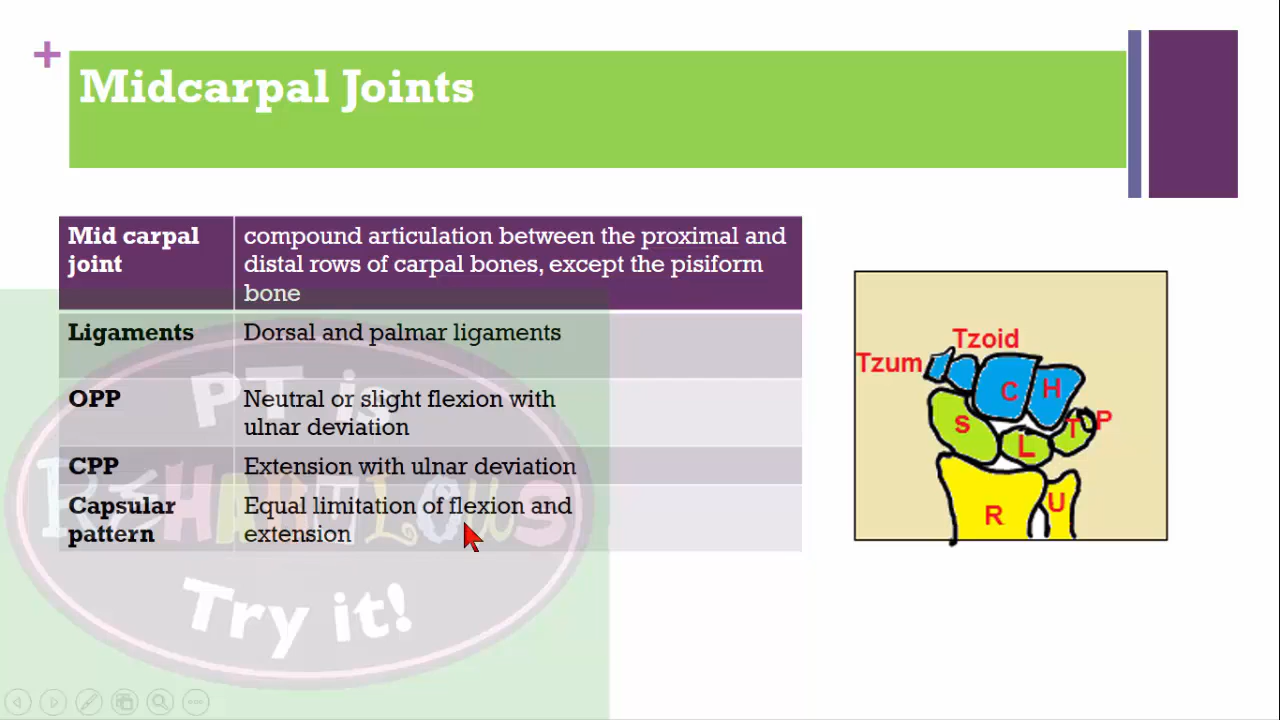 +
Midcarpal Joints
Mid carpal
joint
compound articulation between the proximal and
distal rows of carpal bones, except the pisiform
bone
Ligaments
Dorsal and palmar ligaments
OPP
Neutral or slight flexion with
ulnar deviation
CPP
Extension with ulnar deviation
Capsular
pattern
Equal limitation of flexion and
extension
Tzoid
Tzum
C
H
S
L
T
P
R
U
PT is
Try it!